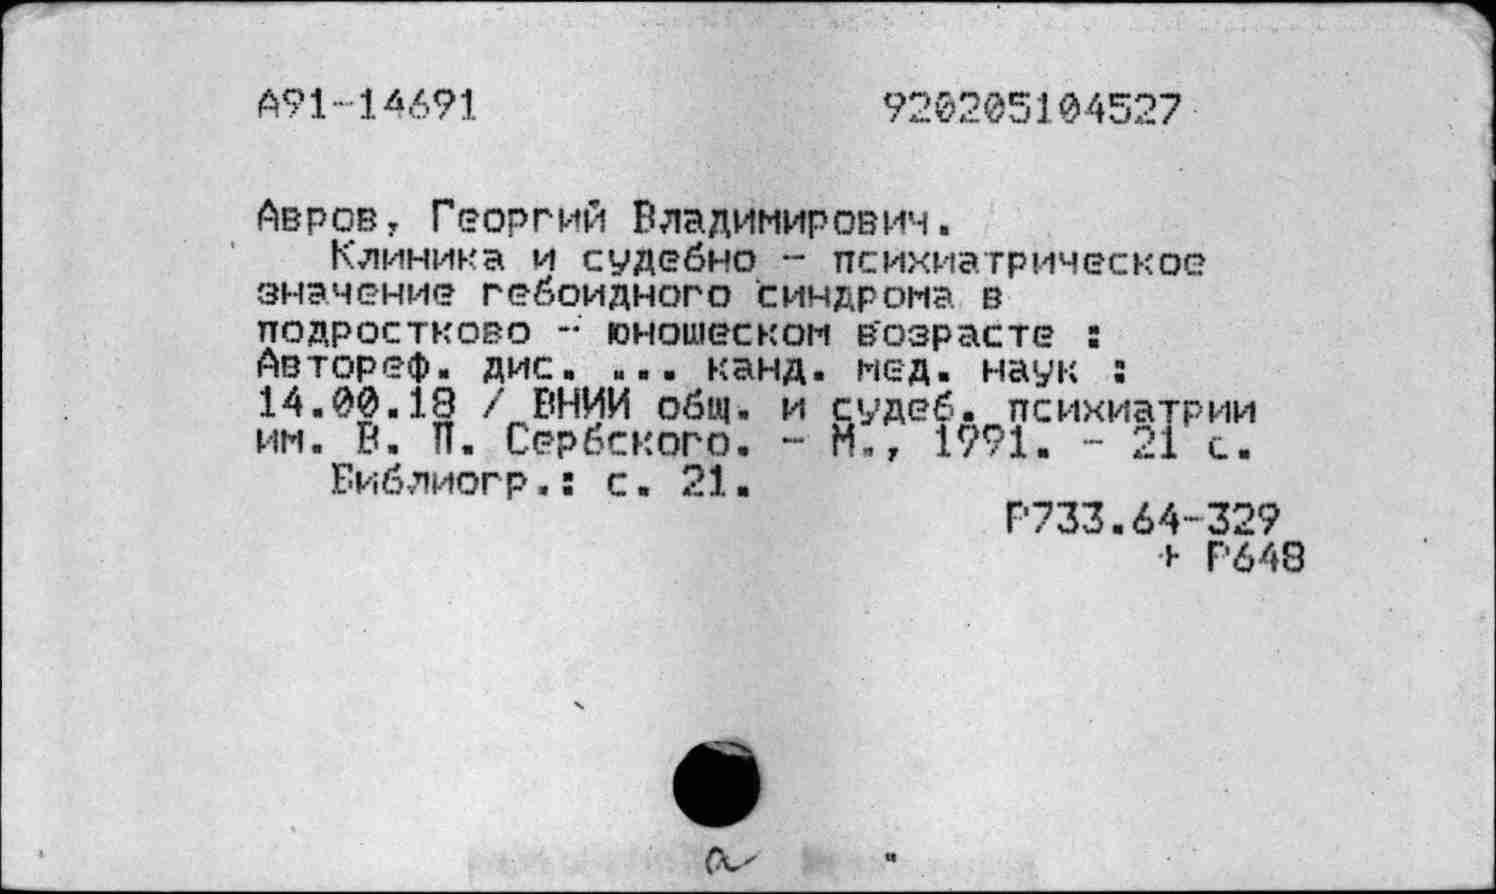 А91-14691 920205104527
Авров, Георгий Владимирович.
Клиника и судебно - психиатрическое
значение гебоидного синдрома в
подростково - юношеском возрасте :
Автореф. дис. ... канд. мед. наук :
14.00.18 / ВНИИ общ. и судеб. психиатрии
им. В. П. Сербского. - М., 1991. - 21 с.
Библиогр.: с. 21.
Р733.64-329
+ Р648